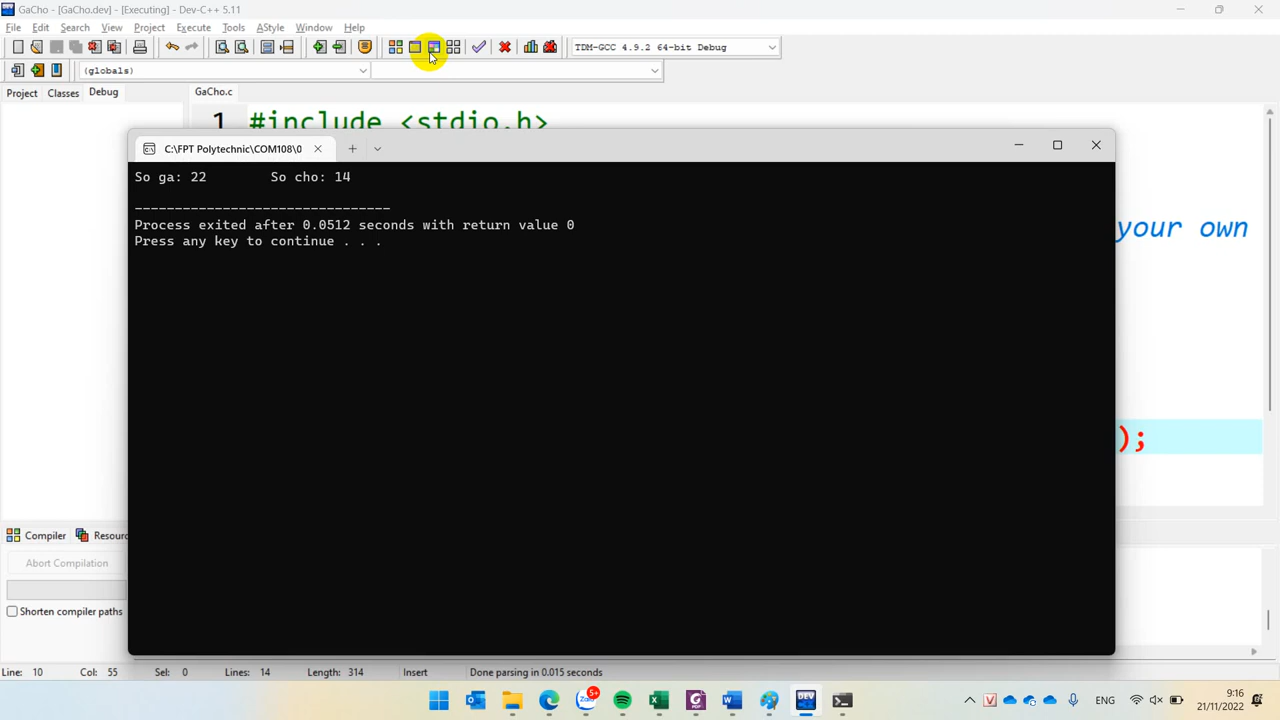 GaCho - [GaCho.dev] - [Executing] - Dev-C++ 5.11
File Edit Search View Project Execute Tools AStyle Window Help
TDM-GCC 4.9.2 64-bit Debug
(globals)
Project Classes Debug GaCho.c
1 #include <stdio.h>
C:\FPT Polytechnic\COM108\0
So ga: 22 So cho: 14
--------------------------------
Process exited after 0.0512 seconds with return value 0
your own
Press any key to continue . . .
);
Compiler Resourc
Abort Compilation
Shorten compiler paths
Line: 10 Col: 55 Sel: 0 Lines: 14 Length: 314 Insert Done parsing in 0.015 seconds
5+
ENG 9:16
21/11/2022